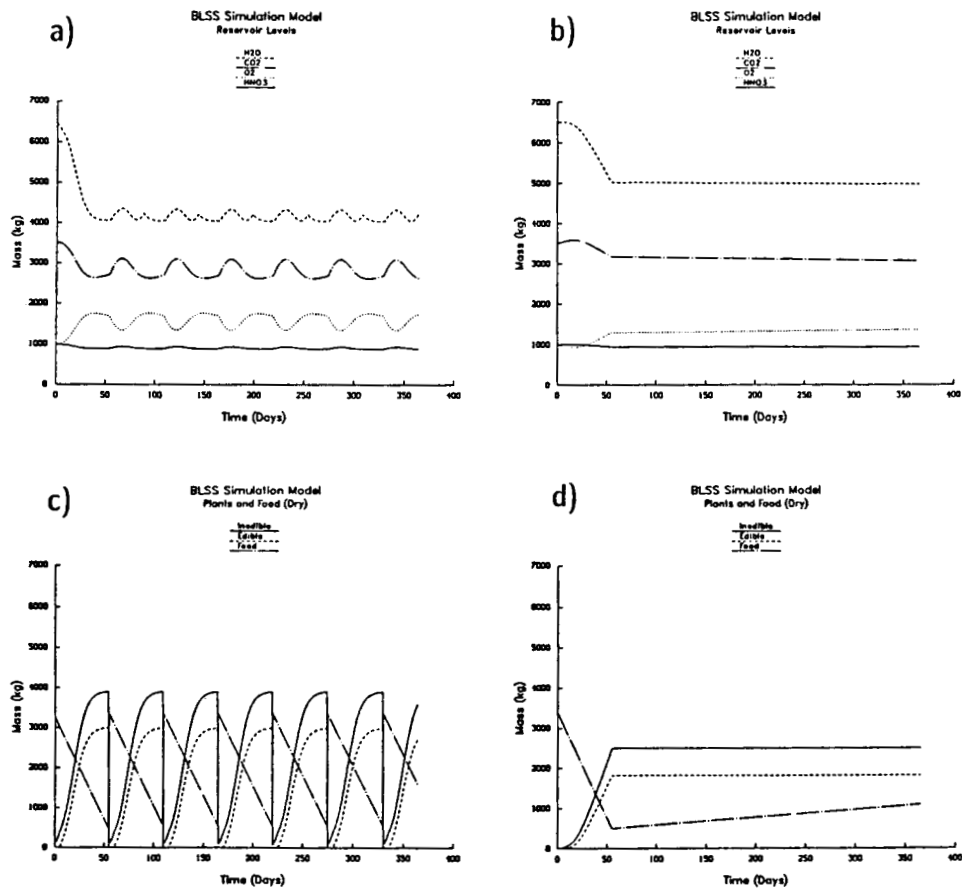 a)
BLSS Simulation Model
Reservoir Levels
H2O
CO2
O2
HNO3
7000
6000
5000
4000
3000
2000
1000
0
Mass (kg)
0 50 100 150 200 250 300 350 400
Time (Days)
b)
BLSS Simulation Model
Reservoir Levels
H2O
CO2
O2
HNO3
7000
6000
5000
4000
3000
2000
1000
0
Mass (kg)
0 50 100 150 200 250 300 350 400
Time (Days)
c)
BLSS Simulation Model
Plants and Food (Dry)
Inedible
Edible
Food
7000
6000
5000
4000
3000
2000
1000
0
Mass (kg)
0 50 100 150 200 250 300 350 400
Time (Days)
d)
BLSS Simulation Model
Plants and Food (Dry)
Inedible
Edible
Food
7000
6000
5000
4000
3000
2000
1000
0
Mass (kg)
0 50 100 150 200 250 300 350 400
Time (Days)